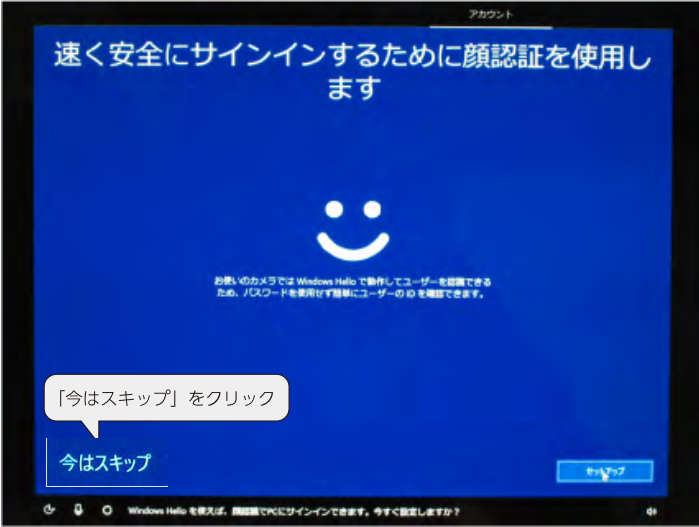 アカウント
速く安全にサインインするために顔認証を使用し
ます
お使いのカメラでは Windows Hello で動作してユーザーを認識できる
ため、パスワードを使用せず簡単にユーザーの ID を確認できます。
「今はスキップ」をクリック
今はスキップ
セットアップ
Windows Hello を使えば、顔認識でPCにサインインできます。今すぐ設定しますか？